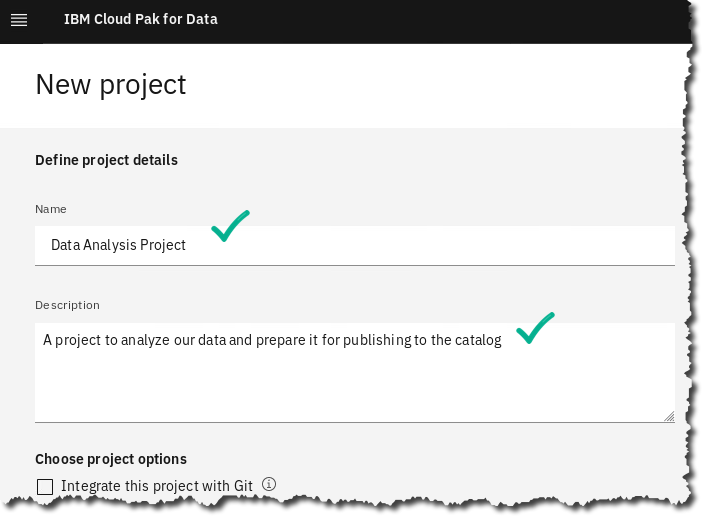 IBM Cloud Pak for Data
New project
Define project details
Name
Data Analysis Project
Description
A project to analyze our data and prepare it for publishing to the catalog
Choose project options
Integrate this project with Git